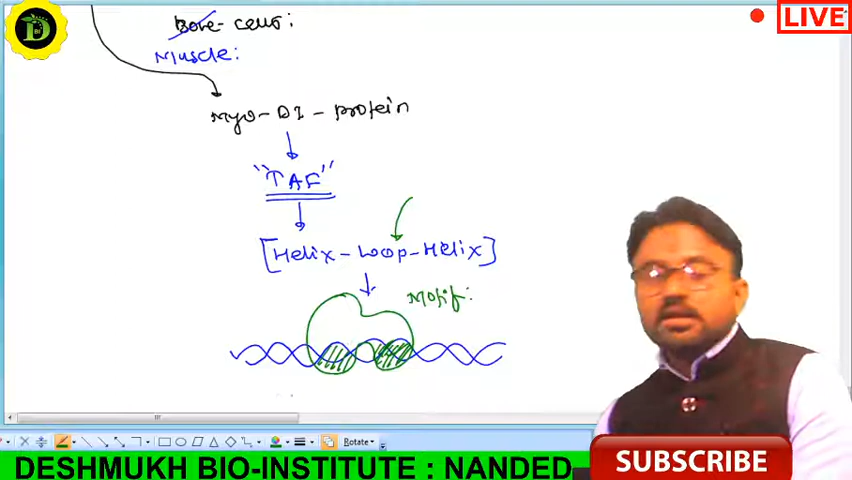 Bone-cells:
LIVE
Muscle:
Myo-D1-protein
"TAF"
[Helix-Loop-Helix]
Motif:
Rotate
DESHMUKH BIO-INSTITUTE : NANDED
SUBSCRIBE